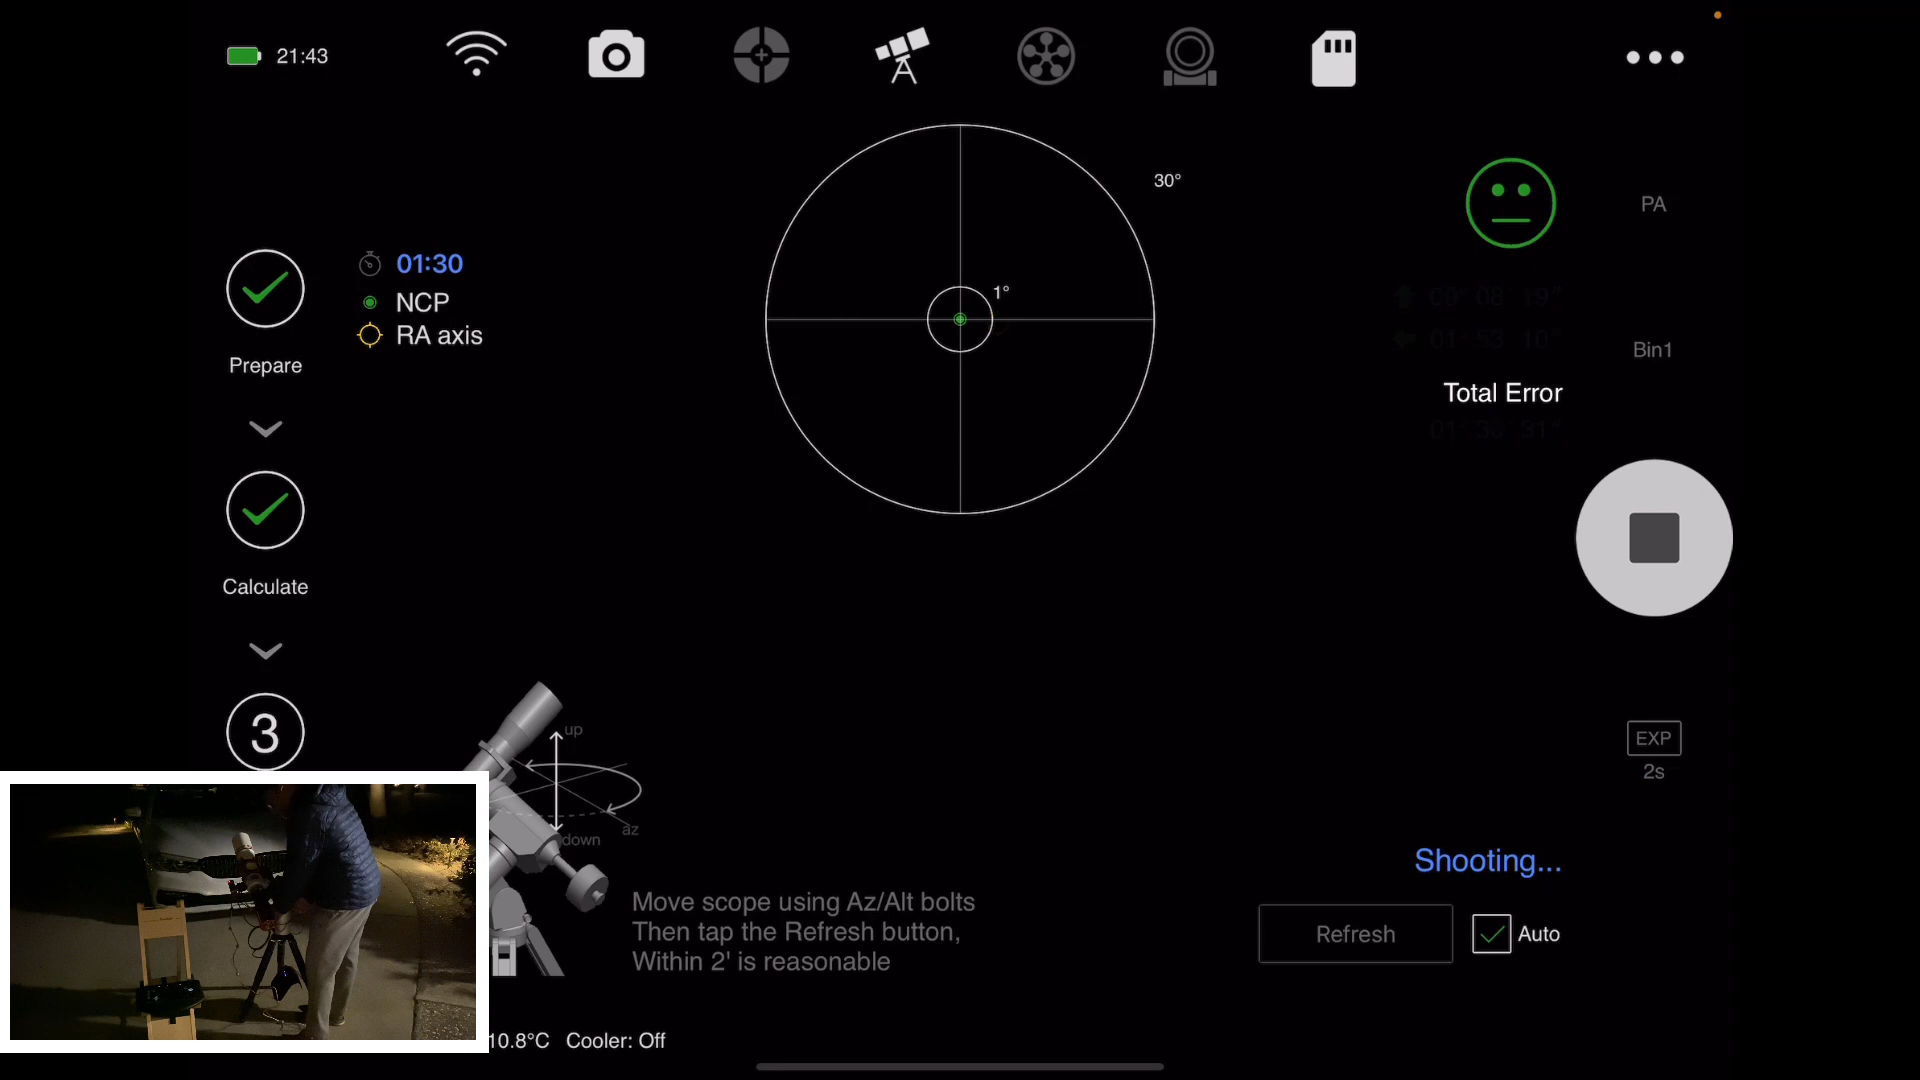 21:43
30°
PA
01:30
NCP
1°
RA axis
Bin1
Prepare
Total Error
Calculate
3
up
EXP
2s
az
down
Shooting...
Move scope using Az/Alt bolts
Then tap the Refresh button,
Within 2' is reasonable
Refresh
Auto
10.8°C Cooler: Off